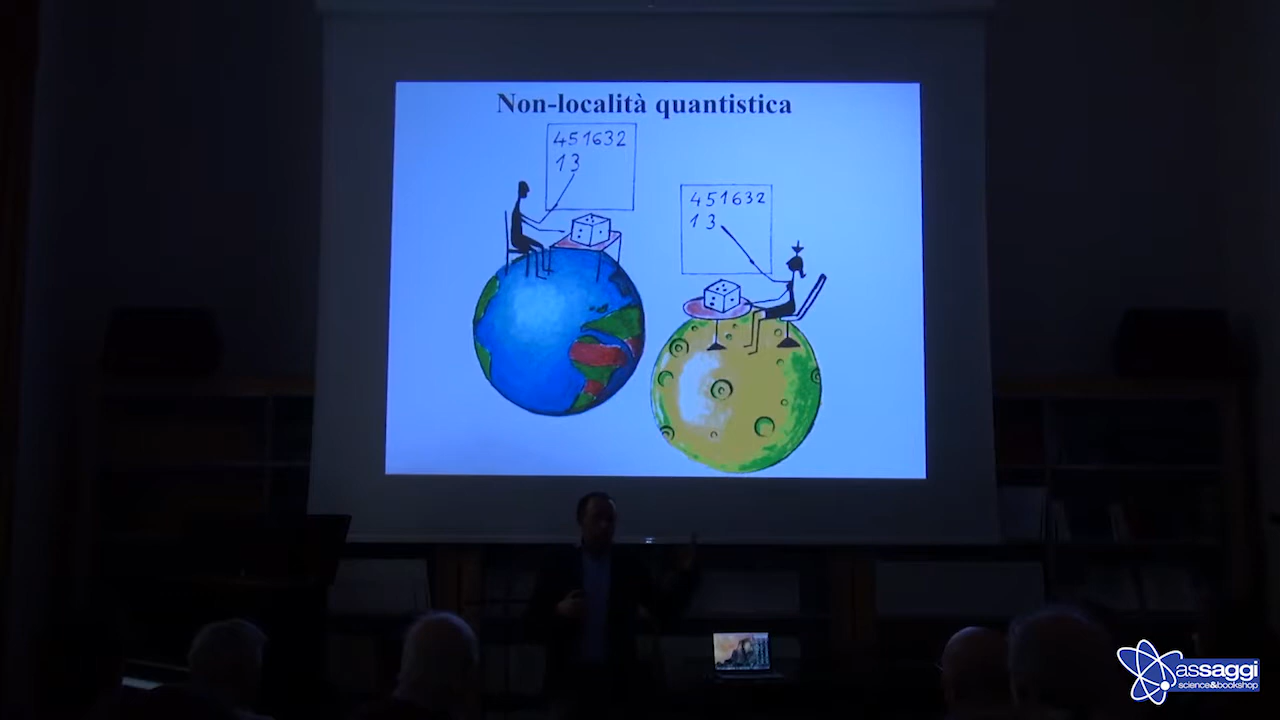 Non-località quantistica
451632
13
451632
13
assaggi
science&bookshop